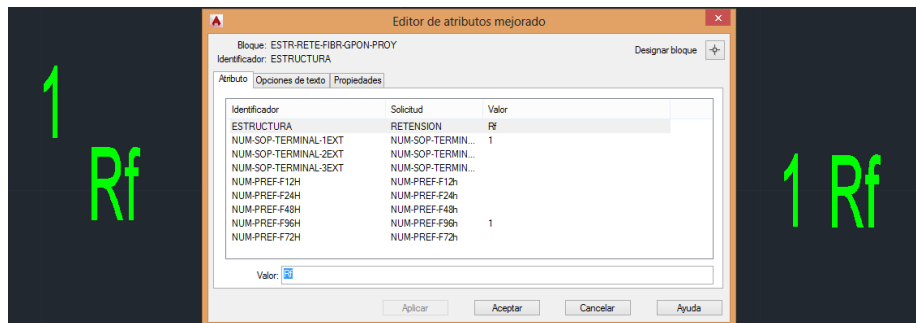 Editor de atributos mejorado
Bloque: ESTR-RETE-FIBR-GPON-PROY
Identificador: ESTRUCTURA
Designar bloque
Atributo Opciones de texto Propiedades
Identificador Solicitud Valor
ESTRUCTURA RETENSION Rf
NUM-SOP-TERMINAL-1EXT NUM-SOP-TERMIN... 1
NUM-SOP-TERMINAL-2EXT NUM-SOP-TERMIN...
NUM-SOP-TERMINAL-3EXT NUM-SOP-TERMIN...
NUM-PREF-F12H NUM-PREF-F12h
NUM-PREF-F24H NUM-PREF-F24h
NUM-PREF-F48H NUM-PREF-F48h
NUM-PREF-F96H NUM-PREF-F96h 1
NUM-PREF-F72H NUM-PREF-F72h
Valor: Rf
Aplicar Aceptar Cancelar Ayuda
1
Rf
1 Rf